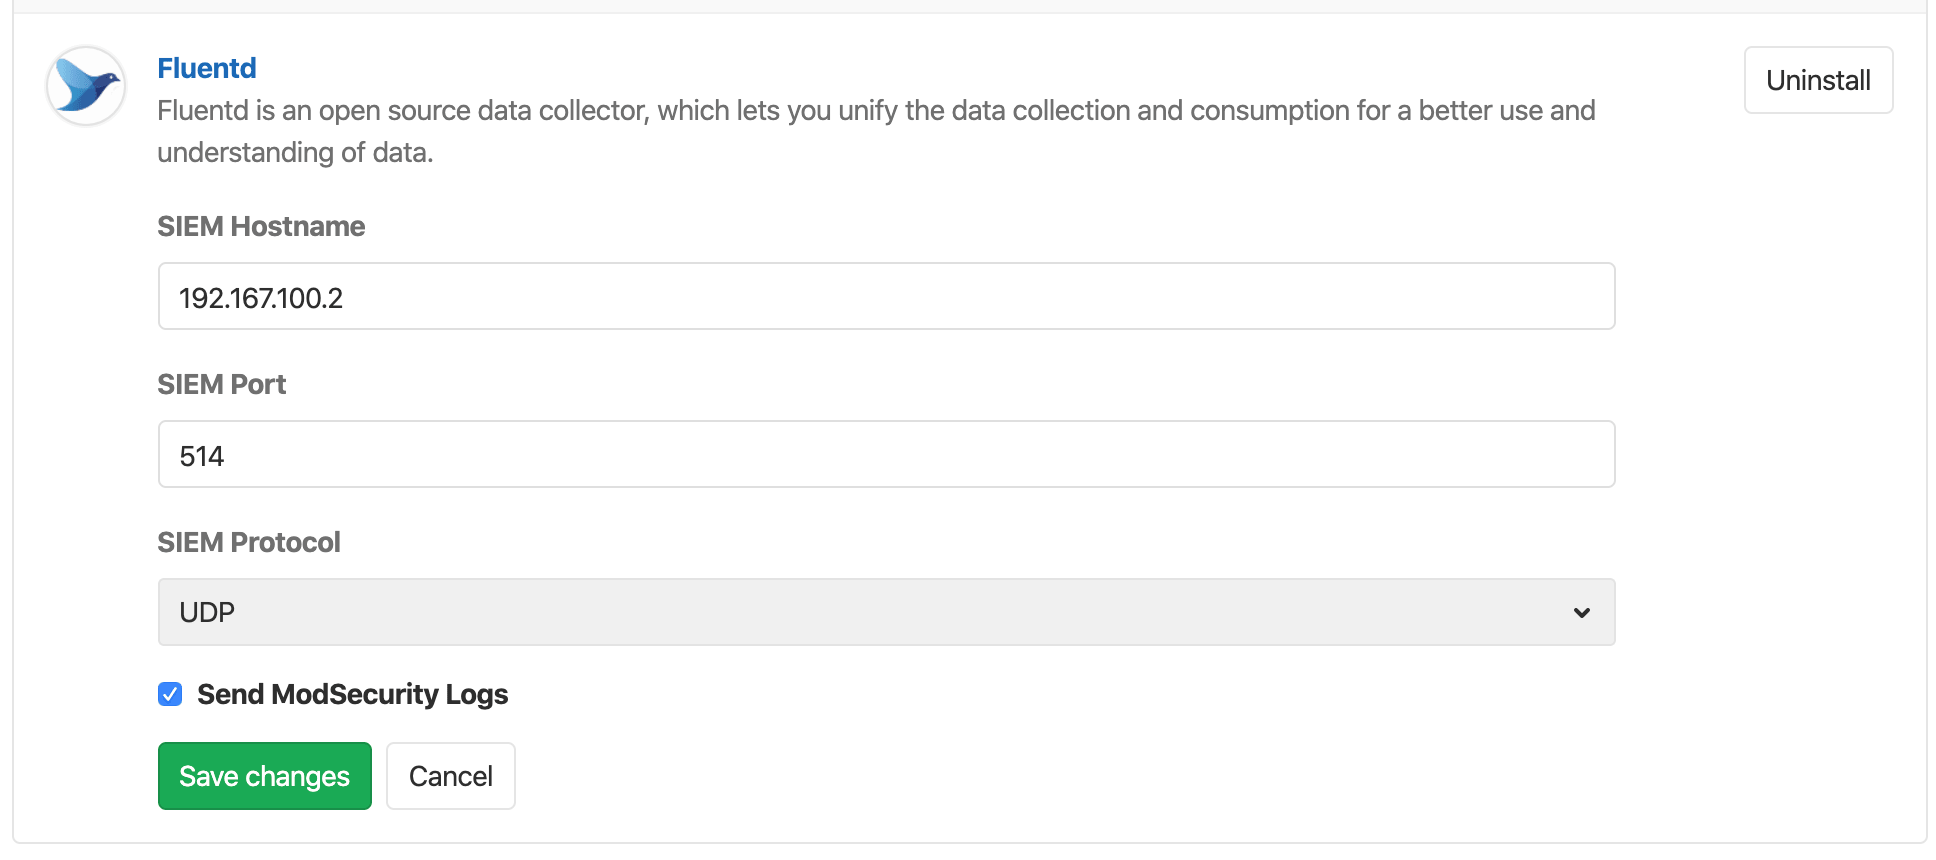 Fluentd
Uninstall
Fluentd is an open source data collector, which lets you unify the data collection and consumption for a better use and
understanding of data.
SIEM Hostname
192.167.100.2
SIEM Port
514
SIEM Protocol
UDP
Send ModSecurity Logs
Save changes
Cancel